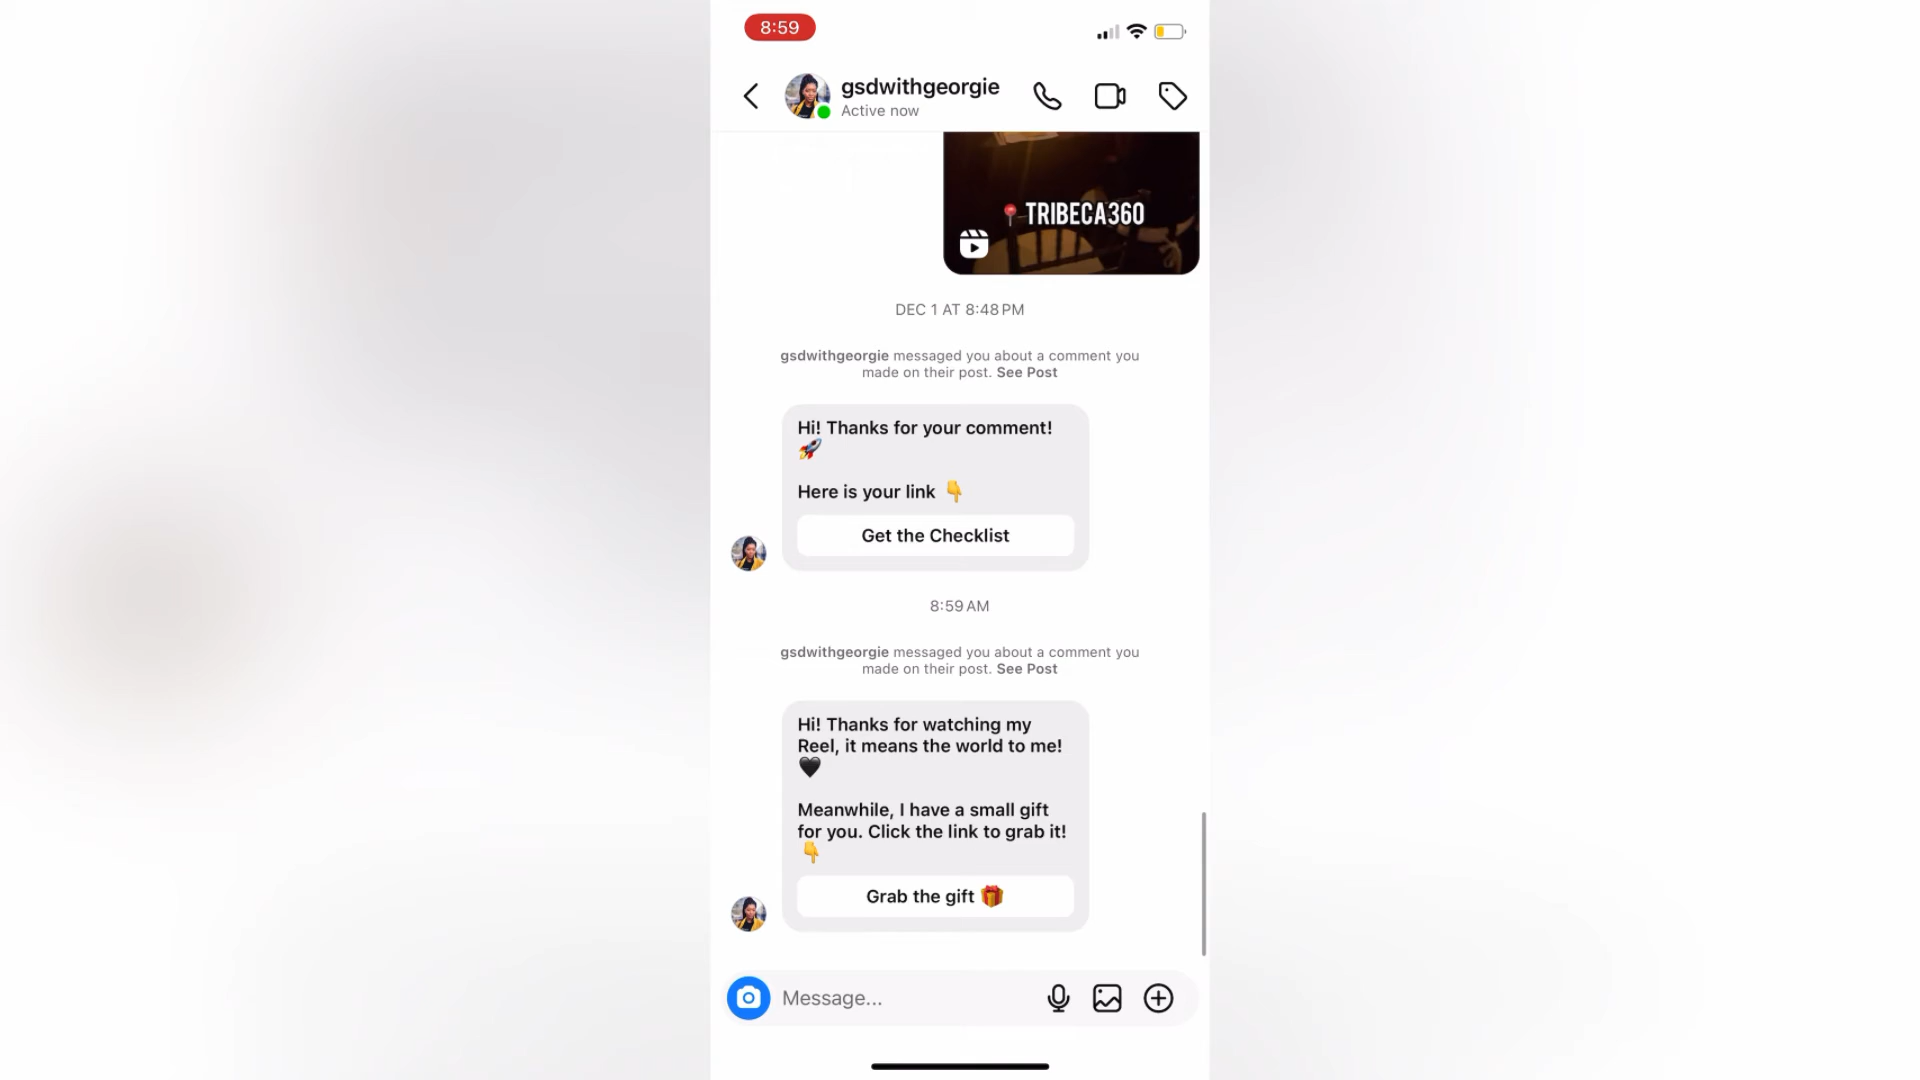 8:59
gsdwithgeorgie
Active now
📍 TRIBECA360
DEC 1 AT 8:48 PM
gsdwithgeorgie messaged you about a comment you
made on their post. See Post
Hi! Thanks for your comment!
🚀
Here is your link 👇
Get the Checklist
8:59 AM
gsdwithgeorgie messaged you about a comment you
made on their post. See Post
Hi! Thanks for watching my
Reel, it means the world to me!
🖤
Meanwhile, I have a small gift
for you. Click the link to grab it!
👇
Grab the gift 🎁
Message...